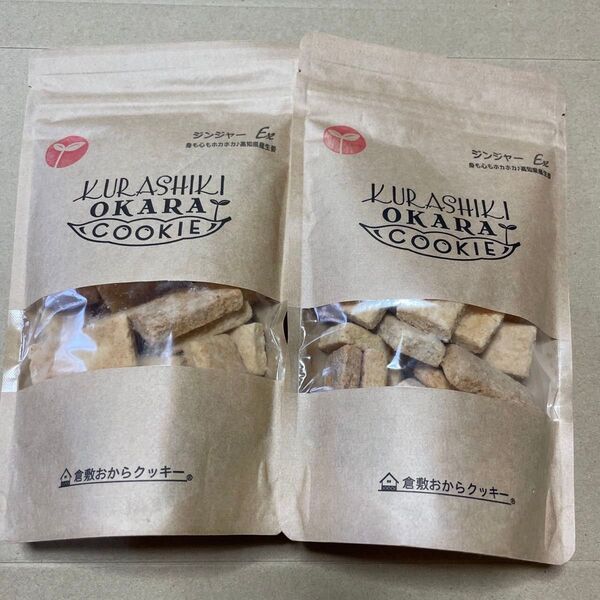 ジンジャー Ex
身も心もホカホカ♪高知県産生姜
KURASHIKI
OKARA
COOKIE
倉敷おからクッキー®
ジンジャー Ex
身も心もホカホカ♪高知県産生姜
KURASHIKI
OKARA
COOKIE
倉敷おからクッキー®